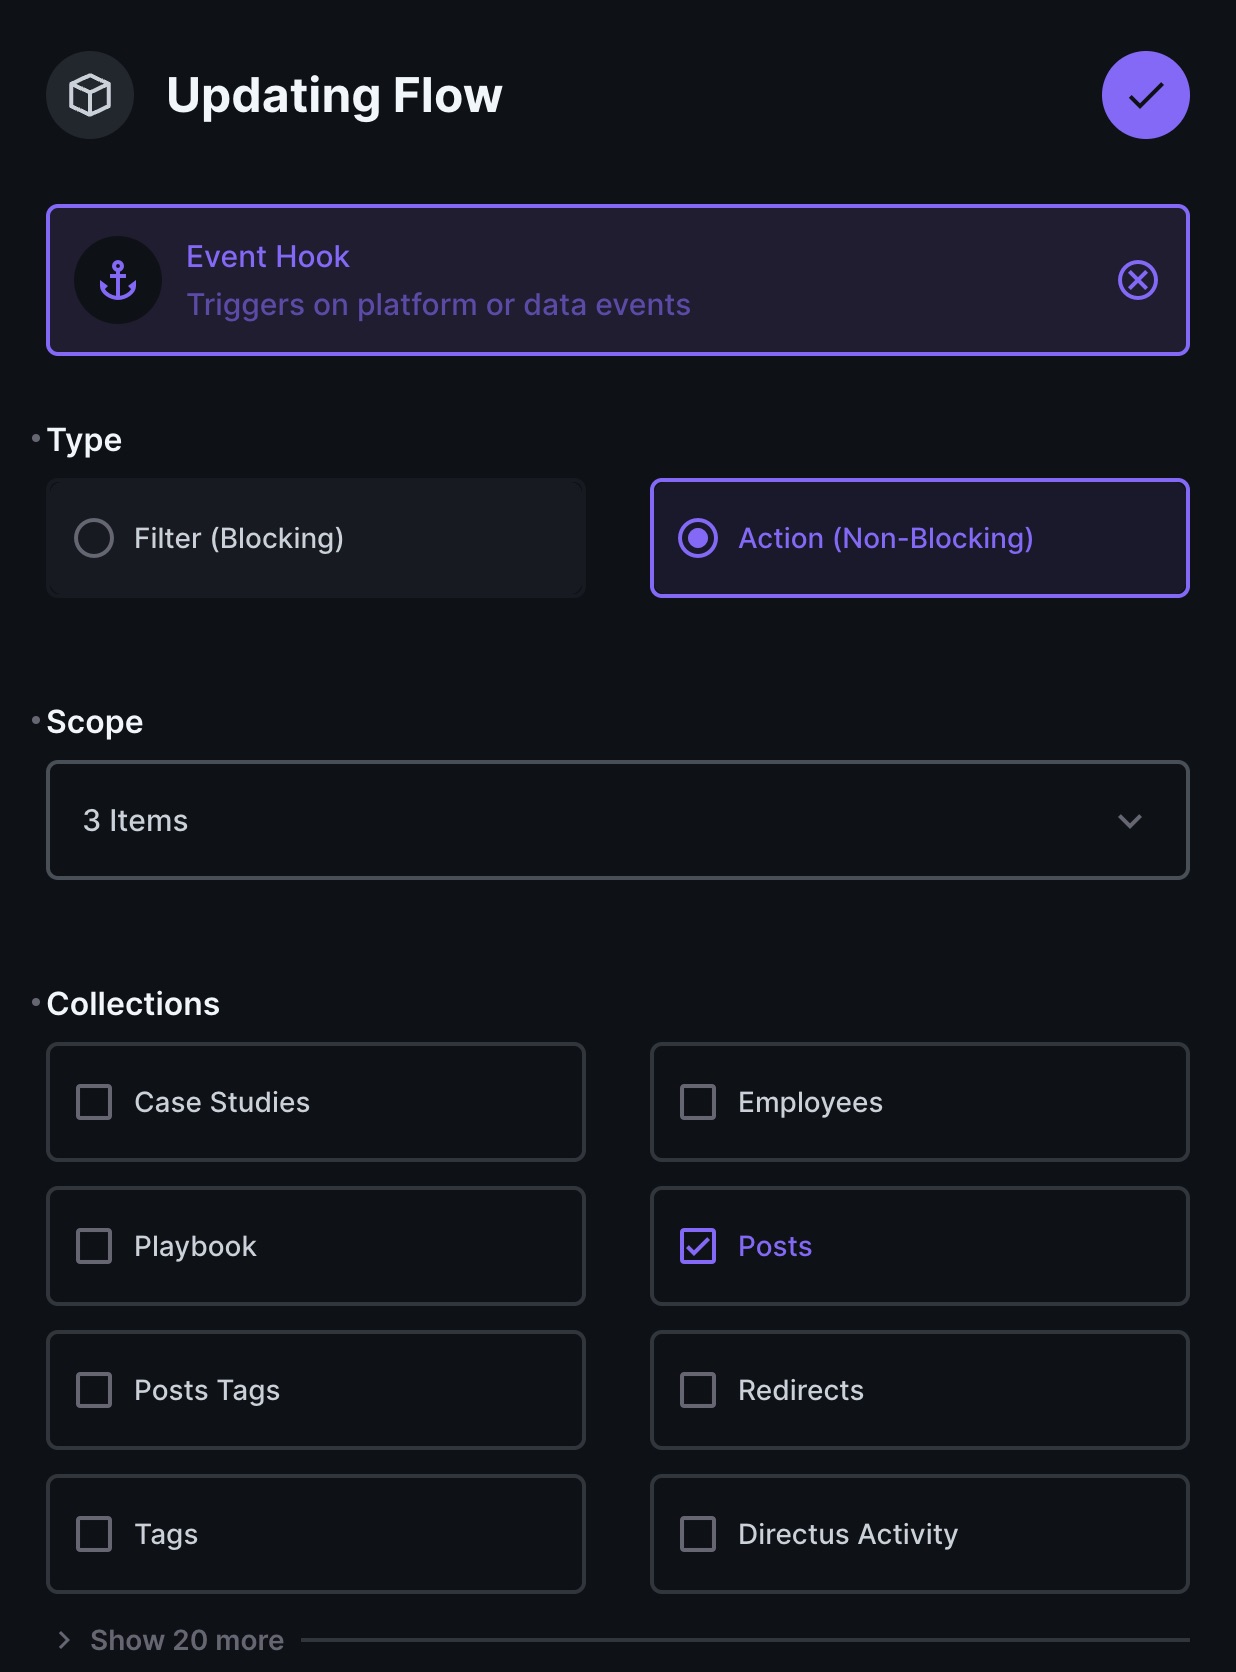 Updating Flow
Event Hook
Triggers on platform or data events
Type
Filter (Blocking)
Action (Non-Blocking)
Scope
3 Items
Collections
Case Studies
Employees
Playbook
Posts
Posts Tags
Redirects
Tags
Directus Activity
Show 20 more